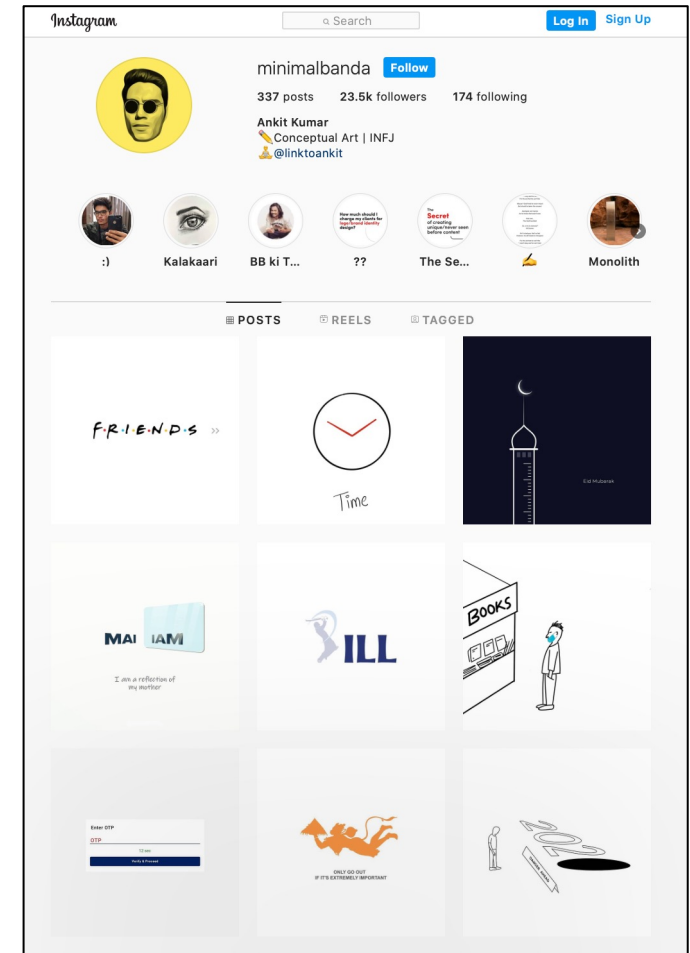 Instagram
Search
Log In
Sign Up
minimalbanda
Follow
337 posts 23.5k followers 174 following
Ankit Kumar
✏️Conceptual Art | INFJ
@linktoankit
How much should I
charge my clients for
logo/brand identity
design?
The
Secret
of creating
unique/never seen
before content
:)
Kalakaari
BB ki T...
??
The Se...
✍️
Monolith
POSTS
REELS
TAGGED
F·R·I·E·N·D·S »
Time
Eid Mubarak
MAI IAM
I am a reflection of
my mother
ILL
BOOKS
Enter OTP
OTP
Verify & Proceed
ONLY GO OUT
IF IT'S EXTREMELY IMPORTANT
202